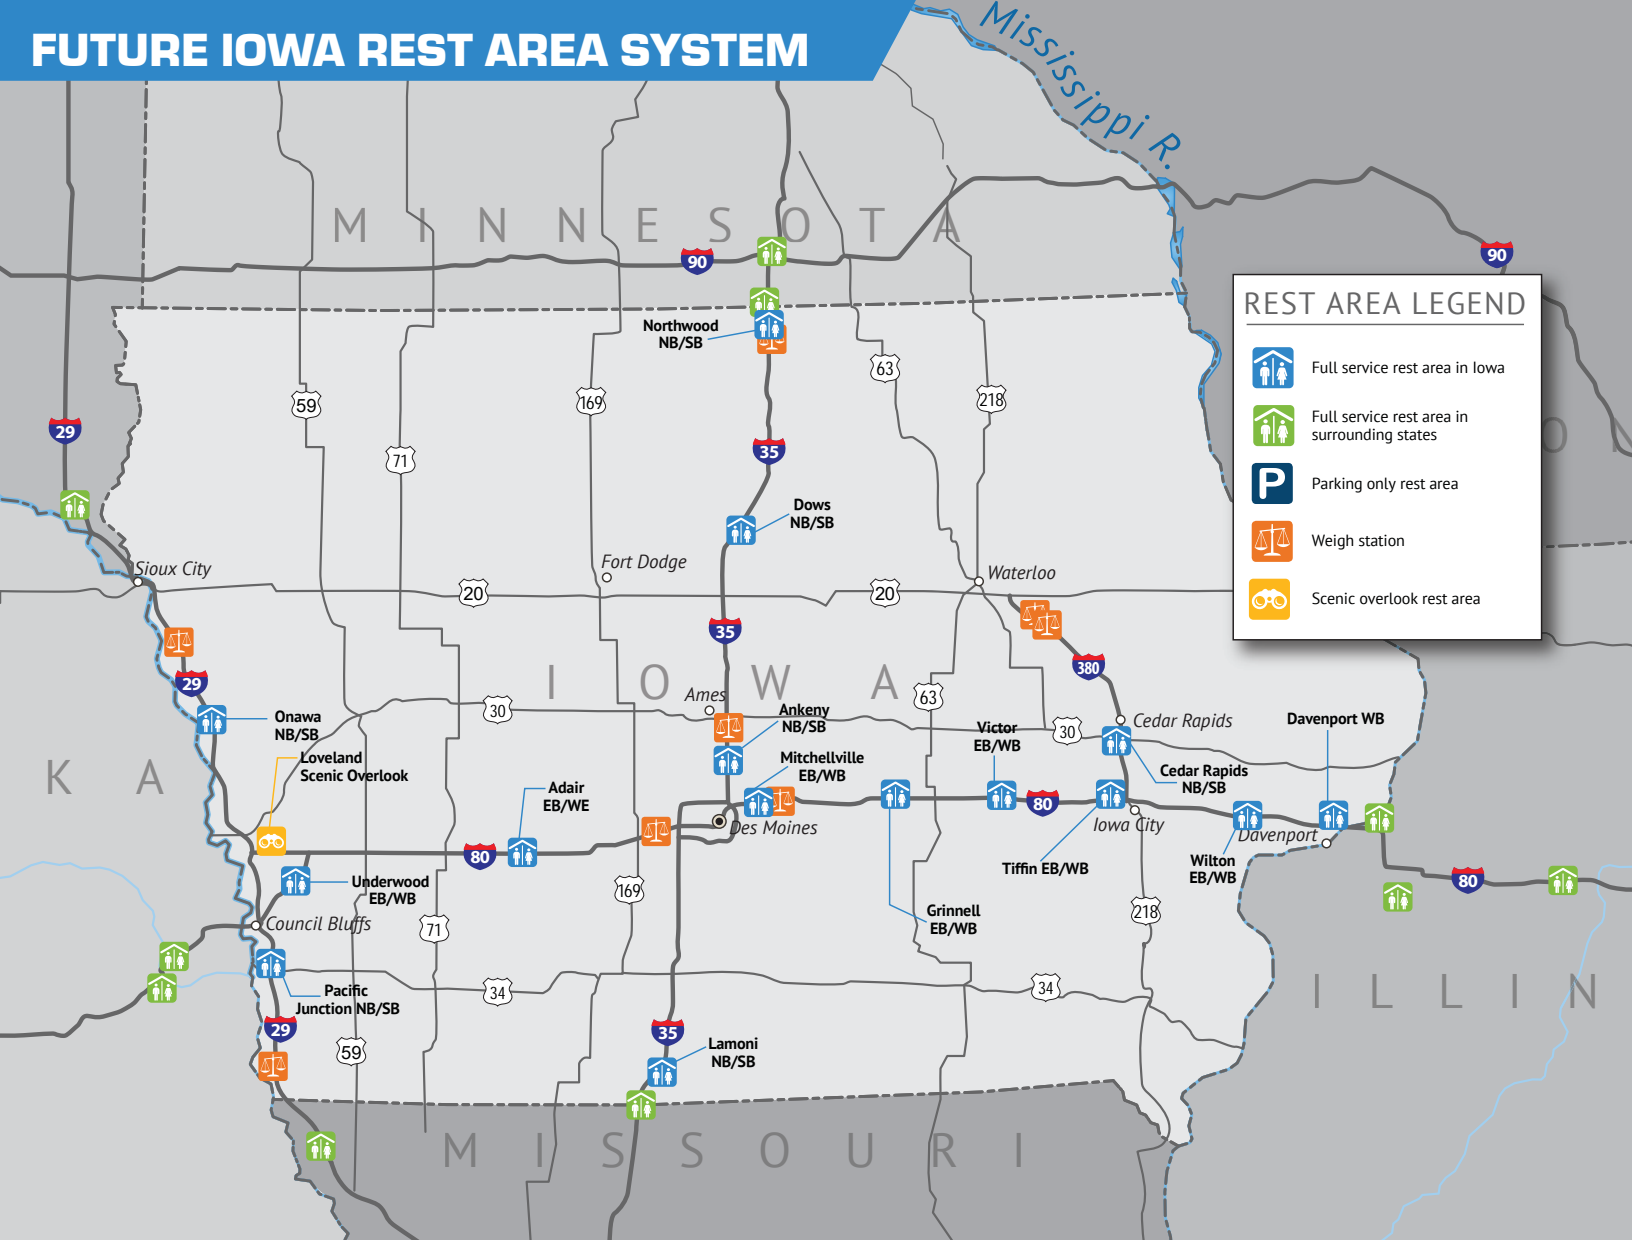 FUTURE IOWA REST AREA SYSTEM
Mississippi R.
MINNESOTA
90
90
REST AREA LEGEND
Full service rest area in Iowa
Full service rest area in
surrounding states
P
Parking only rest area
Weigh station
Scenic overlook rest area
Northwood
NB/SB
63
59
169
218
29
35
71
ON
Dows
NB/SB
Sioux City
Fort Dodge
Waterloo
20
20
35
380
IOWA
29
Ames
63
30
Onawa
NB/SB
Ankeny
NB/SB
Victor
EB/WB
30
Cedar Rapids
Davenport WB
Loveland
Scenic Overlook
KA
Mitchellville
EB/WB
Cedar Rapids
NB/SB
Adair
EB/WE
80
Des Moines
Iowa City
Davenport
80
Tiffin EB/WB
Wilton
EB/WB
80
Underwood
EB/WB
169
Grinnell
EB/WB
218
Council Bluffs
71
Pacific
Junction NB/SB
34
34
ILLIN
29
35
59
Lamoni
NB/SB
MISSOURI